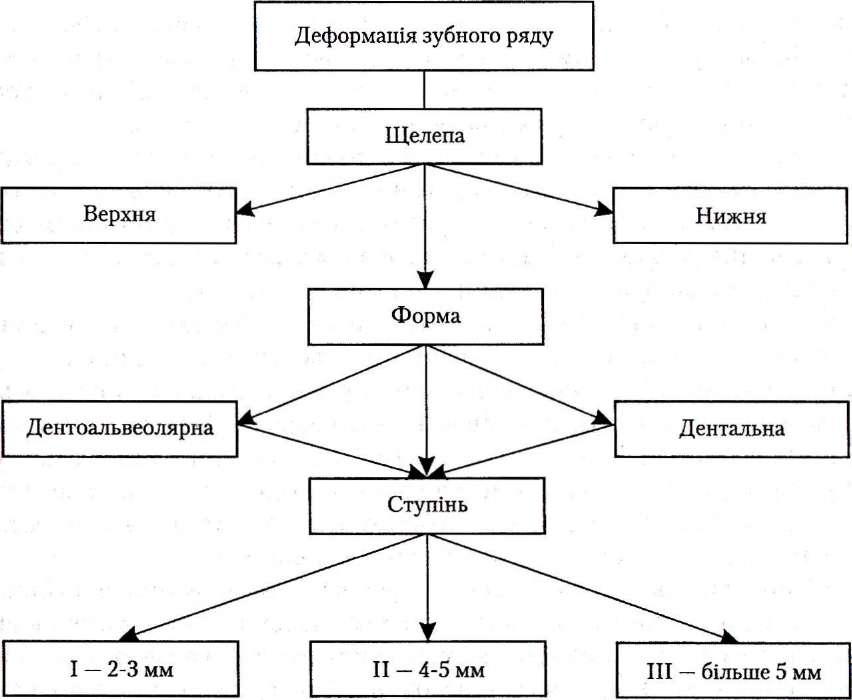 Деформація зубного ряду
Щелепа
Верхня
Нижня
Форма
Дентоальвеолярна
Дентальна
Ступінь
I — 2-3 мм
II — 4-5 мм
III — більше 5 мм